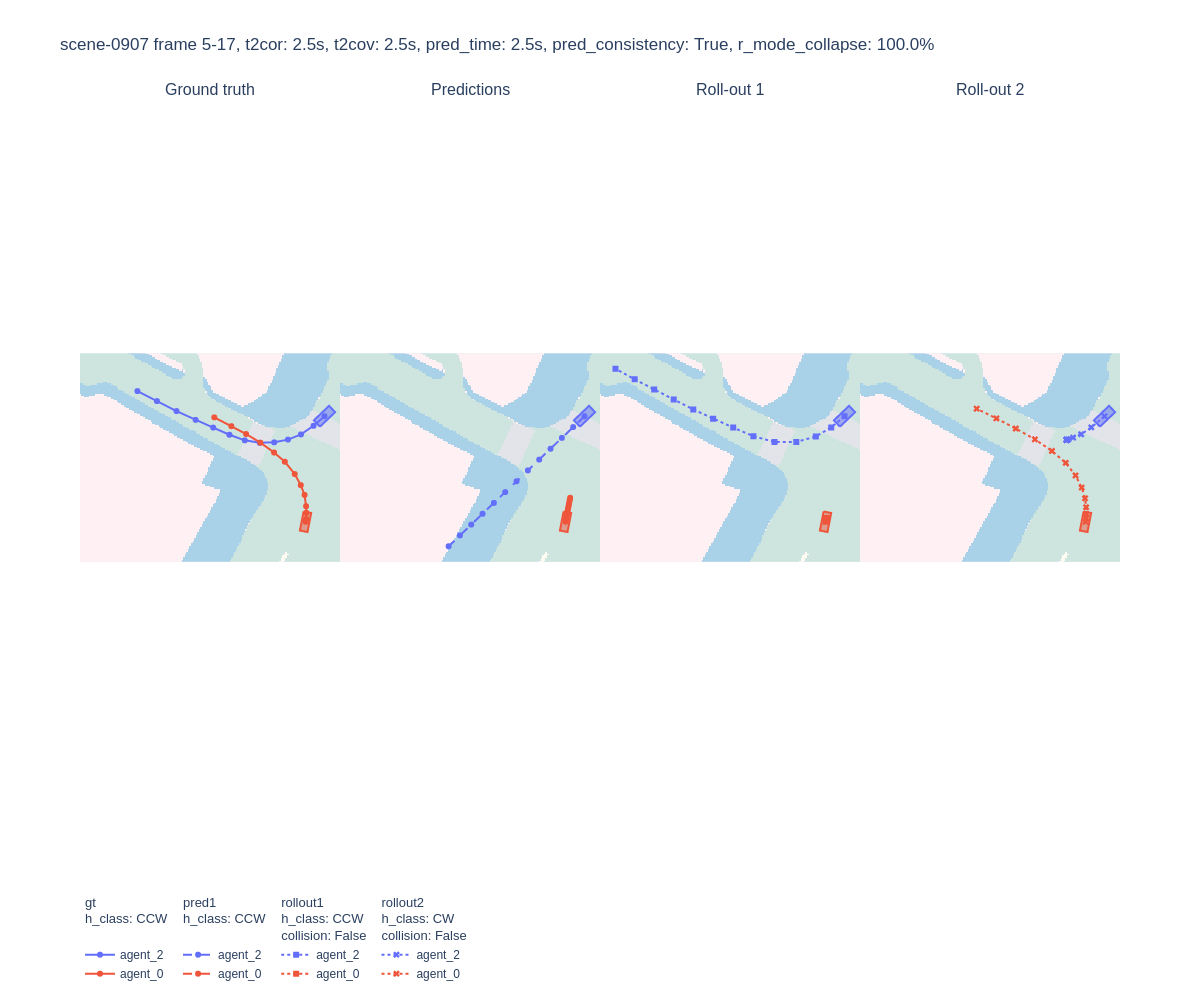 scene-0907 frame 5-17, t2cor: 2.5s, t2cov: 2.5s, pred_time: 2.5s, pred_consistency: True, r_mode_collapse: 100.0%
Ground truth
Predictions
Roll-out 1
Roll-out 2
gt
h_class: CCW
agent_2
agent_0
pred1
h_class: CCW
agent_2
agent_0
rollout1
h_class: CCW
collision: False
agent_2
agent_0
rollout2
h_class: CW
collision: False
agent_2
agent_0